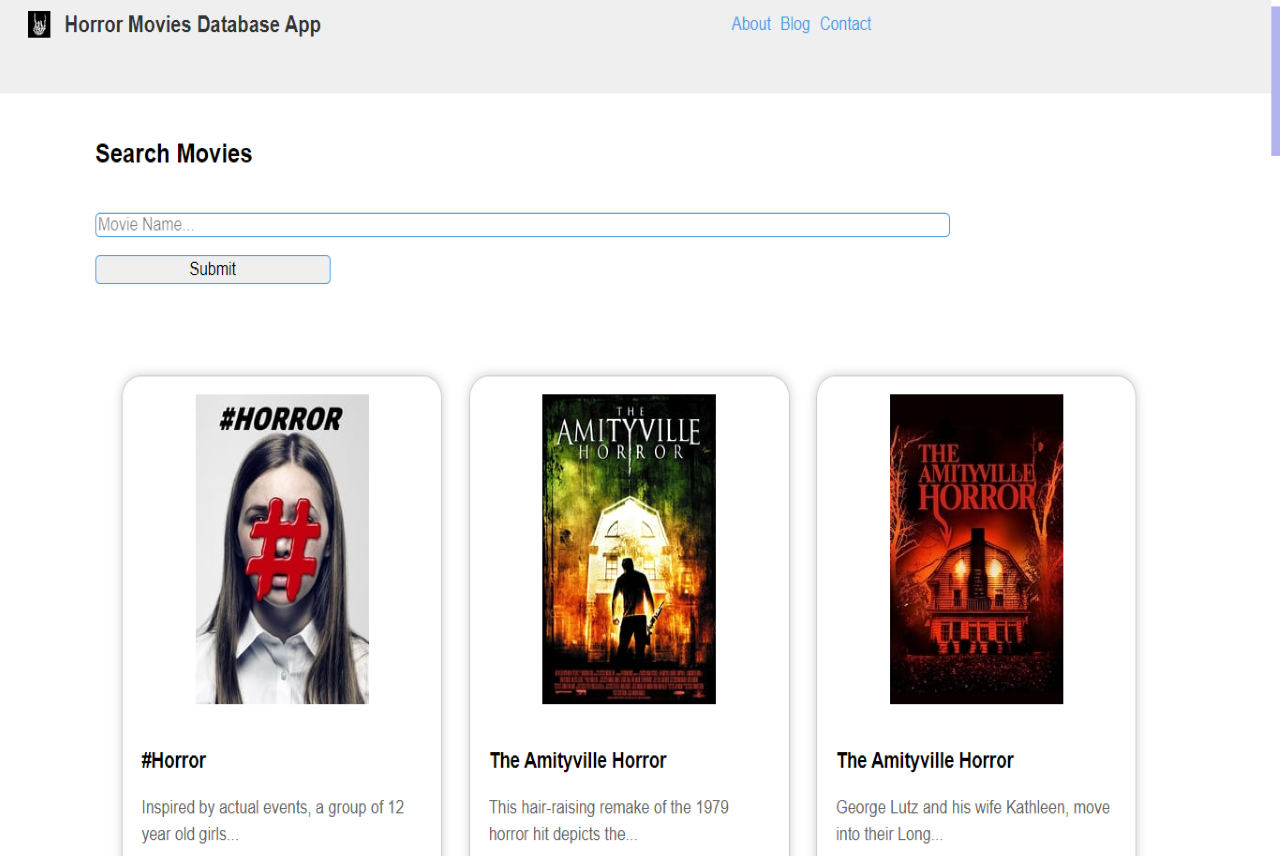 Horror Movies Database App
About Blog Contact
Search Movies
Movie Name...
Submit
#HORROR
#
THE
AMITYVILLE
HORROR
THE
AMITYVILLE
HORROR
#Horror
The Amityville Horror
The Amityville Horror
Inspired by actual events, a group of 12
year old girls...
This hair-raising remake of the 1979
horror hit depicts the...
George Lutz and his wife Kathleen, move
into their Long...